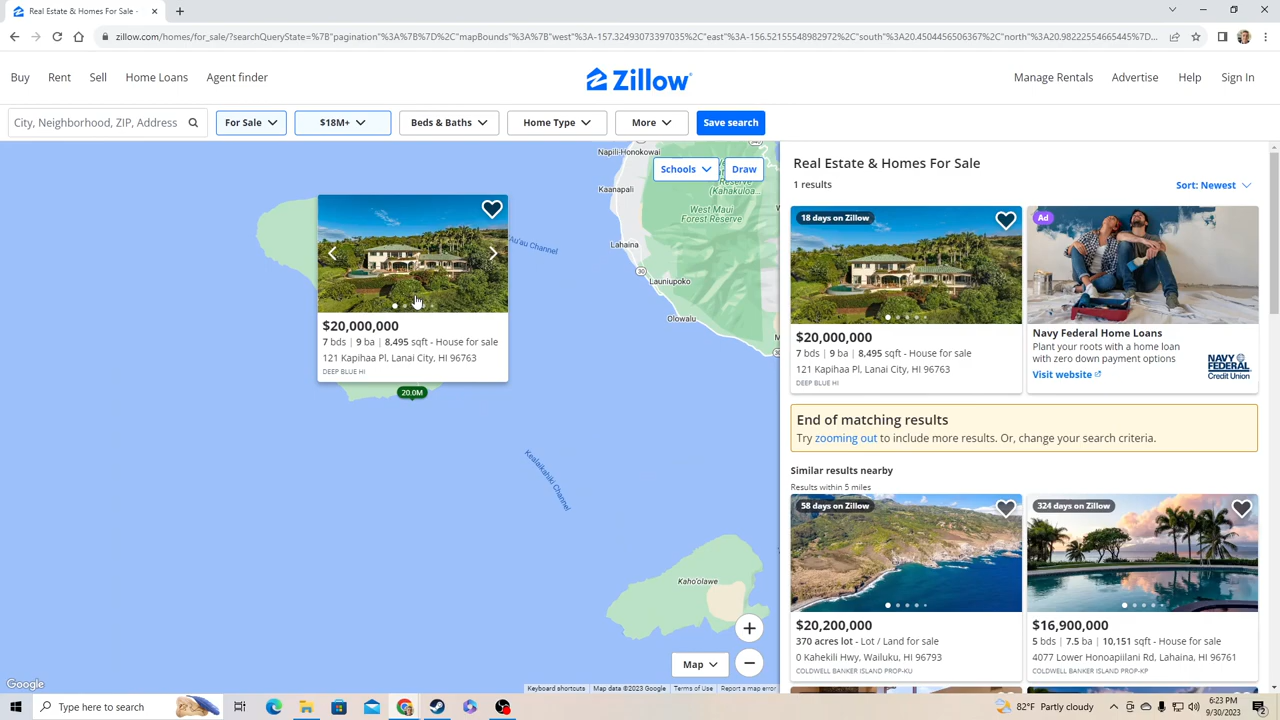 Real Estate & Homes For Sale -
zillow.com/homes/for_sale/?searchQueryState=%7B"pagination"%3A%7B%7D%2C"mapBounds"%3A%7B"west"%3A-157.32493073397035%2C"east"%3A-156.52155548982972%2C"south"%3A20.4504456506367%2C"north"%3A20.98222554665445%7D...
Buy
Rent
Sell
Home Loans
Agent finder
Zillow
Manage Rentals
Advertise
Help
Sign In
City, Neighborhood, ZIP, Address
For Sale
$18M+
Beds & Baths
Home Type
More
Save search
Napili-Honokowai
Kaanapali
Reserve
(Kahakuloa...
West Maui
Forest Reserve
Schools
Draw
Au'au Channel
Lahaina
30
Launiupoko
Olowalu
30
$20,000,000
7 bds | 9 ba | 8,495 sqft - House for sale
121 Kapihaa Pl, Lanai City, HI 96763
DEEP BLUE HI
20.0M
Kealaikahiki Channel
Kaho'olawe
Map
Google
Keyboard shortcuts
Map data ©2023 Google
Terms of Use
Report a map error
Real Estate & Homes For Sale
1 results
Sort: Newest
18 days on Zillow
$20,000,000
7 bds | 9 ba | 8,495 sqft - House for sale
121 Kapihaa Pl, Lanai City, HI 96763
DEEP BLUE HI
Ad
Navy Federal Home Loans
Plant your roots with a home loan
with zero down payment options
Visit website
NAVY
FEDERAL
Credit Union
End of matching results
Try zooming out to include more results. Or, change your search criteria.
Similar results nearby
Results within 5 miles
58 days on Zillow
$20,200,000
370 acres lot - Lot / Land for sale
0 Kahekili Hwy, Wailuku, HI 96793
COLDWELL BANKER ISLAND PROP-KU
324 days on Zillow
$16,900,000
5 bds | 7.5 ba | 10,151 sqft - House for sale
4077 Lower Honoapiilani Rd, Lahaina, HI 96761
COLDWELL BANKER ISLAND PROP-KP
Type here to search
82°F Partly cloudy
6:23 PM
9/30/2023
2